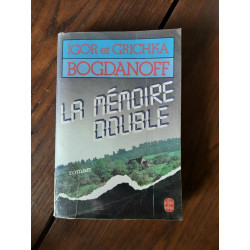 IGOR ET GRICHKA
BOGDANOFF
LA MÉMOIRE
DOUBLE
roman